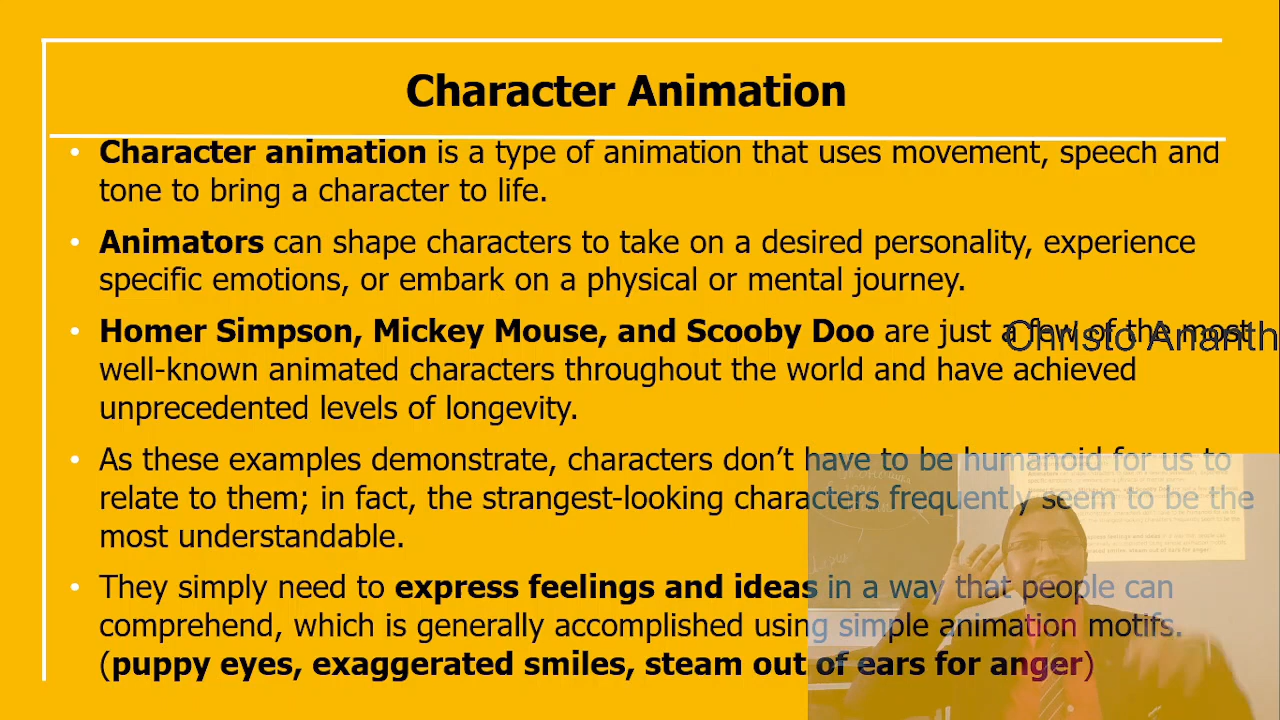 Character Animation
• Character animation is a type of animation that uses movement, speech and
tone to bring a character to life.
• Animators can shape characters to take on a desired personality, experience
specific emotions, or embark on a physical or mental journey.
• Homer Simpson, Mickey Mouse, and Scooby Doo are just a few of the most
Christo Ananth
well-known animated characters throughout the world and have achieved
unprecedented levels of longevity.
• As these examples demonstrate, characters don’t have to be humanoid for us to
relate to them; in fact, the strangest-looking characters frequently seem to be the
most understandable.
• They simply need to express feelings and ideas in a way that people can
comprehend, which is generally accomplished using simple animation motifs.
(puppy eyes, exaggerated smiles, steam out of ears for anger)